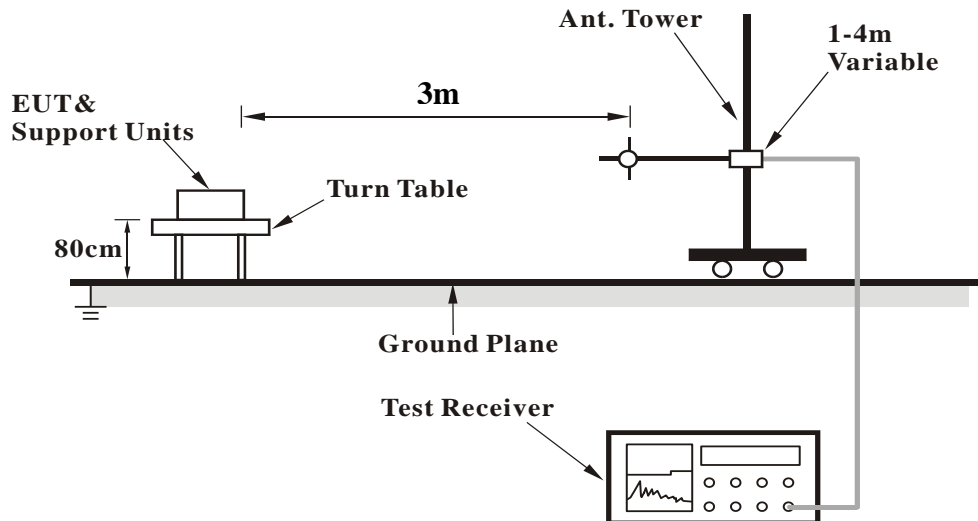 Ant. Tower
1-4m
Variable
3m
EUT&
Support Units
Turn Table
80cm
Ground Plane
Test Receiver